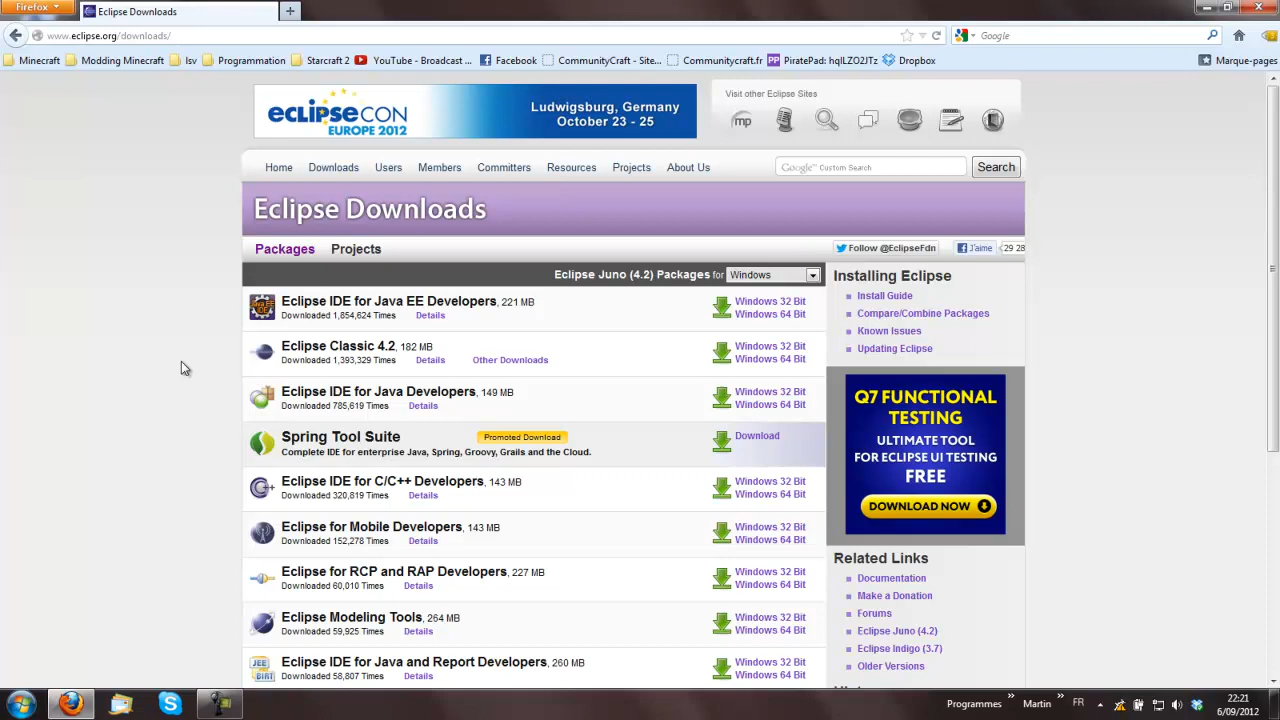 Firefox
Eclipse Downloads
www.eclipse.org/downloads/
Google
Minecraft
Modding Minecraft
lsv
Programmation
Starcraft 2
YouTube - Broadcast ...
Facebook
CommunityCraft - Site...
Communitycraft.fr
PP
PiratePad: hqlLZO2JTz
Dropbox
Marque-pages
eclipsecon
EUROPE 2012
Ludwigsburg, Germany
October 23 - 25
Visit other Eclipse Sites
mp
Home
Downloads
Users
Members
Committers
Resources
Projects
About Us
Google™ Custom Search
Search
Eclipse Downloads
Packages
Projects
Follow @EclipseFdn
J'aime
29 28
Eclipse Juno (4.2) Packages for
Windows
Eclipse IDE for Java EE Developers, 221 MB
Downloaded 1,854,624 Times
Details
Windows 32 Bit
Windows 64 Bit
Eclipse Classic 4.2, 182 MB
Downloaded 1,393,329 Times
Details
Other Downloads
Windows 32 Bit
Windows 64 Bit
Eclipse IDE for Java Developers, 149 MB
Downloaded 785,619 Times
Details
Windows 32 Bit
Windows 64 Bit
Spring Tool Suite
Promoted Download
Complete IDE for enterprise Java, Spring, Groovy, Grails and the Cloud.
Download
Eclipse IDE for C/C++ Developers, 143 MB
Downloaded 320,819 Times
Details
Windows 32 Bit
Windows 64 Bit
Eclipse for Mobile Developers, 143 MB
Downloaded 152,278 Times
Details
Windows 32 Bit
Windows 64 Bit
Eclipse for RCP and RAP Developers, 227 MB
Downloaded 60,010 Times
Details
Windows 32 Bit
Windows 64 Bit
Eclipse Modeling Tools, 264 MB
Downloaded 59,925 Times
Details
Windows 32 Bit
Windows 64 Bit
Eclipse IDE for Java and Report Developers, 260 MB
Downloaded 58,807 Times
Details
Windows 32 Bit
Windows 64 Bit
Installing Eclipse
Install Guide
Compare/Combine Packages
Known Issues
Updating Eclipse
Q7 FUNCTIONAL
TESTING
ULTIMATE TOOL
FOR ECLIPSE UI TESTING
FREE
DOWNLOAD NOW
Related Links
Documentation
Make a Donation
Forums
Eclipse Juno (4.2)
Eclipse Indigo (3.7)
Older Versions
Programmes
Martin
FR
22:21
6/09/2012